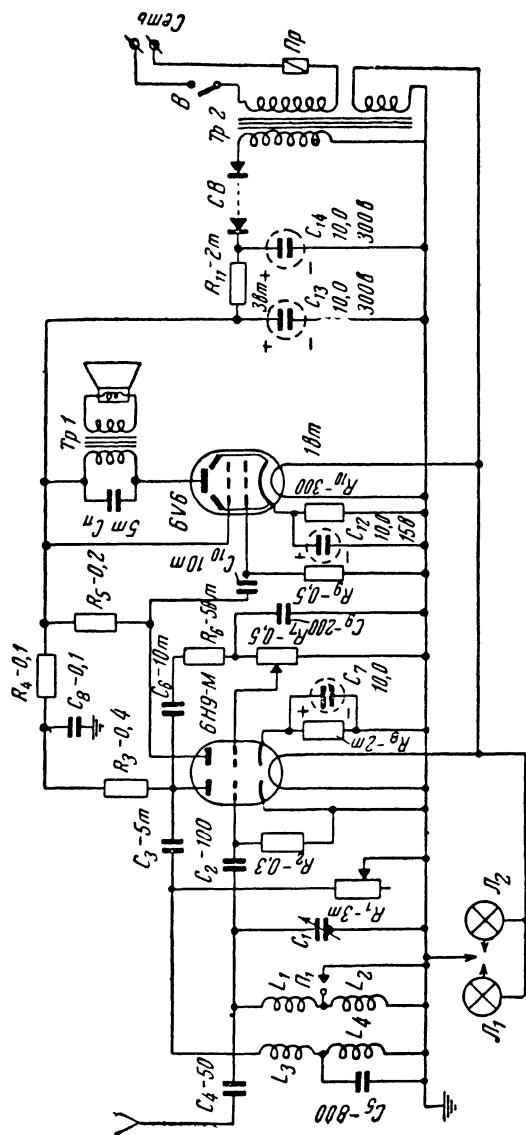 Сеть
В
Пр
Тр 2
СВ
R₁₁-2т
3вт
C₁₄
10,0
300в
C₁₃
10,0
300в
Тр 1
5т Cп
6V6
1вт
R₁₀-300
C₁₂
10,0
15в
C₁₀ 10т
R₉-0,5
R₅-0,2
R₄-0,1
C₈-0,1
C₆-10т
R₆-50т
C₉-200
R₇-0,5
6Н9-М
C₇
10,0
R₈-2т
R₃-0,4
C₃-5т
C₂-100
R₂-0,3
R₁-3т
C₁
L₁
П₁
L₂
L₃
L₄
C₄-50
C₅-800
Л₁
Л₂